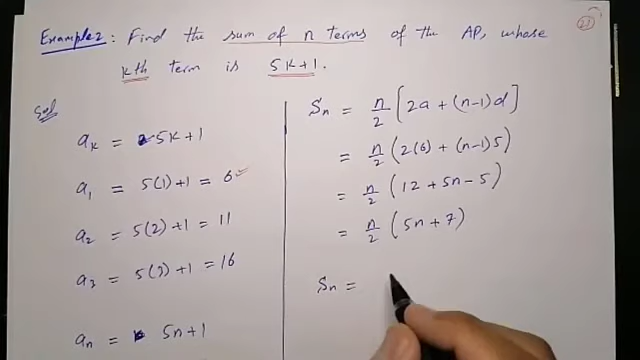 Example 2 : Find the sum of n terms of the AP, whose
kth term is 5k+1.
Sol
a_k = 5k+1
a_1 = 5(1)+1 = 6
a_2 = 5(2)+1 = 11
a_3 = 5(3)+1 = 16
a_n = 5n+1
S_n = n/2 [2a + (n-1)d]
= n/2 (2(6) + (n-1)5)
= n/2 (12 + 5n - 5)
= n/2 (5n + 7)
S_n =